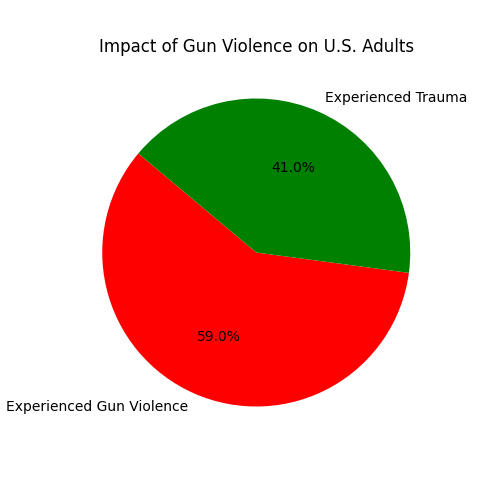 Impact of Gun Violence on U.S. Adults
Experienced Trauma
41.0%
59.0%
Experienced Gun Violence